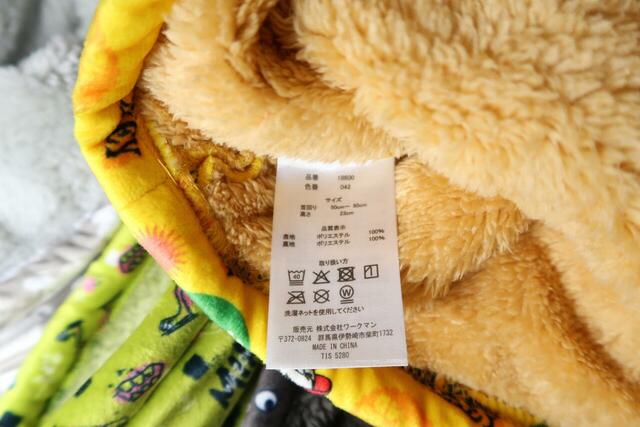 品番 18800
色番 042
サイズ
首回り 50cm～ 90cm
高さ 23cm
品質表示
表地 ポリエステル 100%
裏地 ポリエステル 100%
取り扱い方
40
W
洗濯ネットを使用してください
販売元 株式会社ワークマン
〒372-0824 群馬県伊勢崎市柴町1732
MADE IN CHINA
TIS 5280